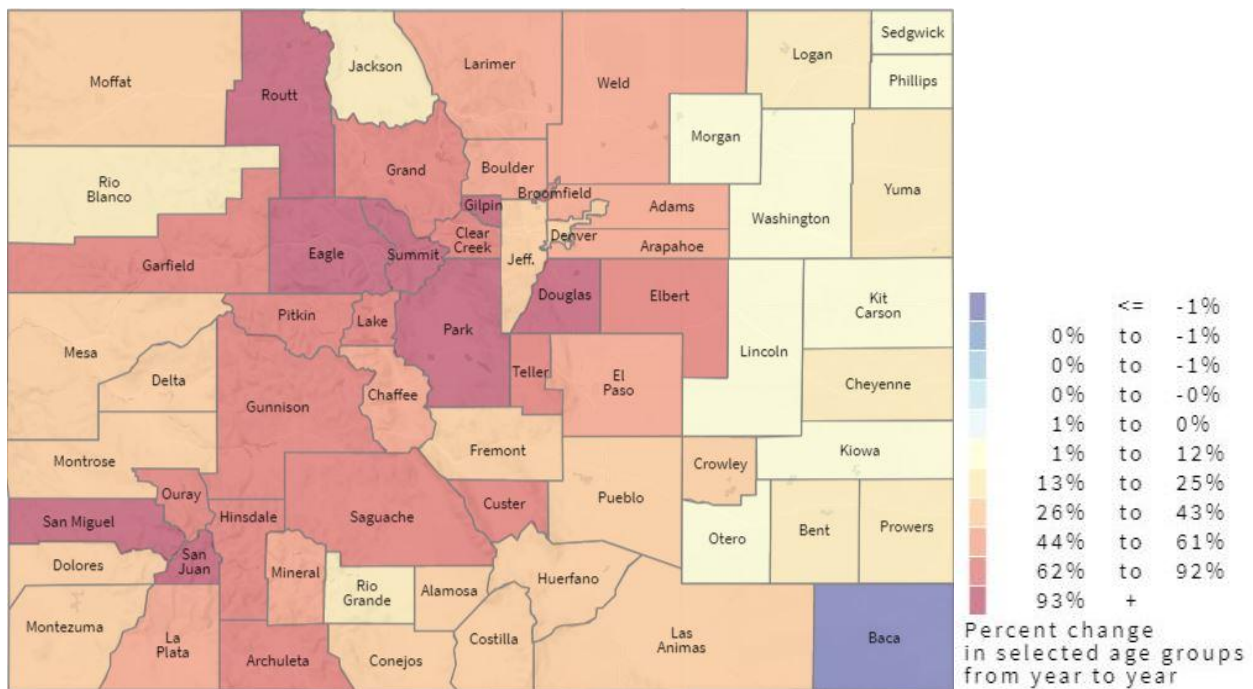 Sedgwick
Logan
Larimer
Jackson
Moffat
Weld
Phillips
Routt
Morgan
Grand
Boulder
Rio
Blanco
Yuma
Broomfield
Gilpin
Adams
Washington
Clear
Creek
Denver
Arapahoe
Eagle
Summit
Jeff.
Garfield
Douglas
Elbert
Kit
Carson
Pitkin
Lake
Park
Mesa
Lincoln
Teller
Delta
El
Paso
Cheyenne
Chaffee
Gunnison
Fremont
Kiowa
Montrose
Crowley
Ouray
Pueblo
Custer
Hinsdale
Saguache
San Miguel
Bent
Prowers
Otero
San
Juan
Dolores
Mineral
Huerfano
Rio
Grande
Alamosa
Montezuma
La
Plata
Costilla
Las
Animas
Baca
Archuleta
Conejos
<= -1%
0% to -1%
0% to -1%
0% to -0%
1% to 0%
1% to 12%
13% to 25%
26% to 43%
44% to 61%
62% to 92%
93% +
Percent change
in selected age groups
from year to year